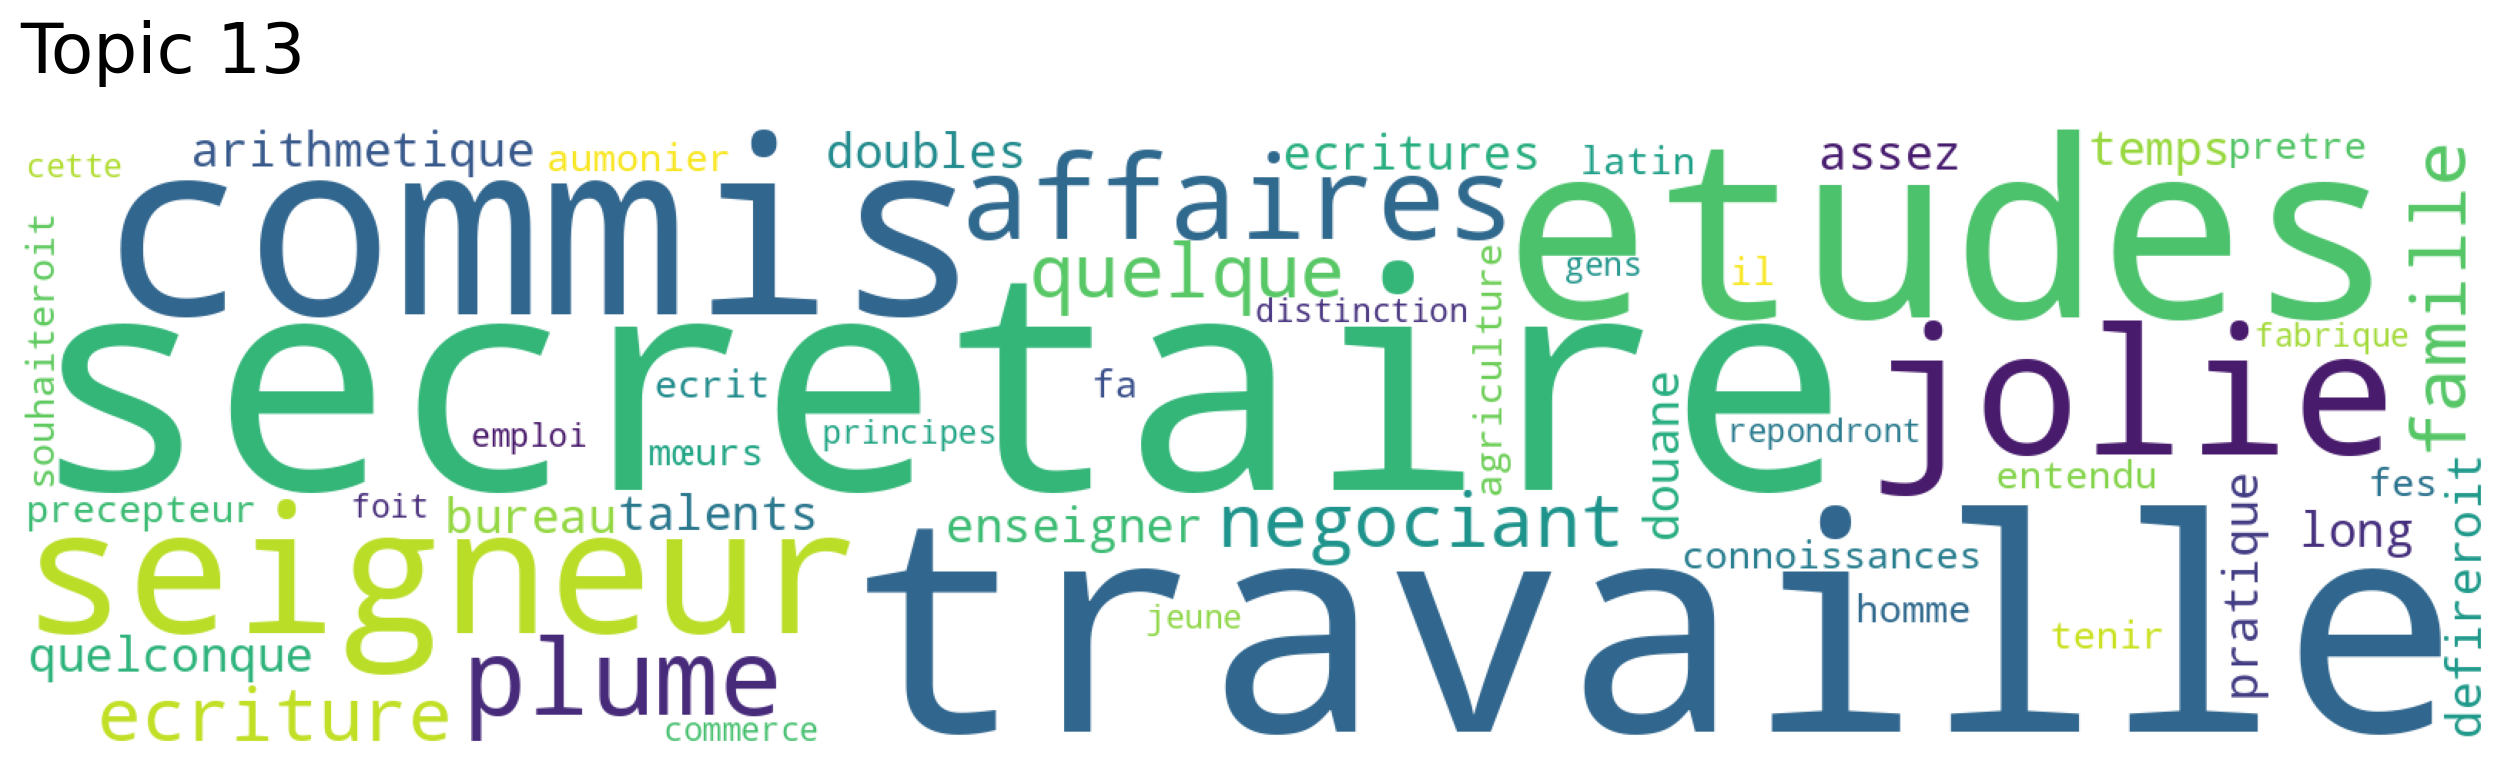 Topic 13
cette
arithmetique
aumonier
doubles
ecritures
latin
assez
temps
pretre
commis
affaires
etudes
famille
souhaiteroit
quelque
gens
il
distinction
agriculture
secretaire
jolie
fabrique
ecrit
fa
emploi
mœurs
principes
douane
repondront
entendu
fes
precepteur
foit
bureau
talents
enseigner
negociant
connoissances
pratique
long
defireroit
seigneur
travaille
jeune
homme
tenir
quelconque
plume
ecriture
commerce